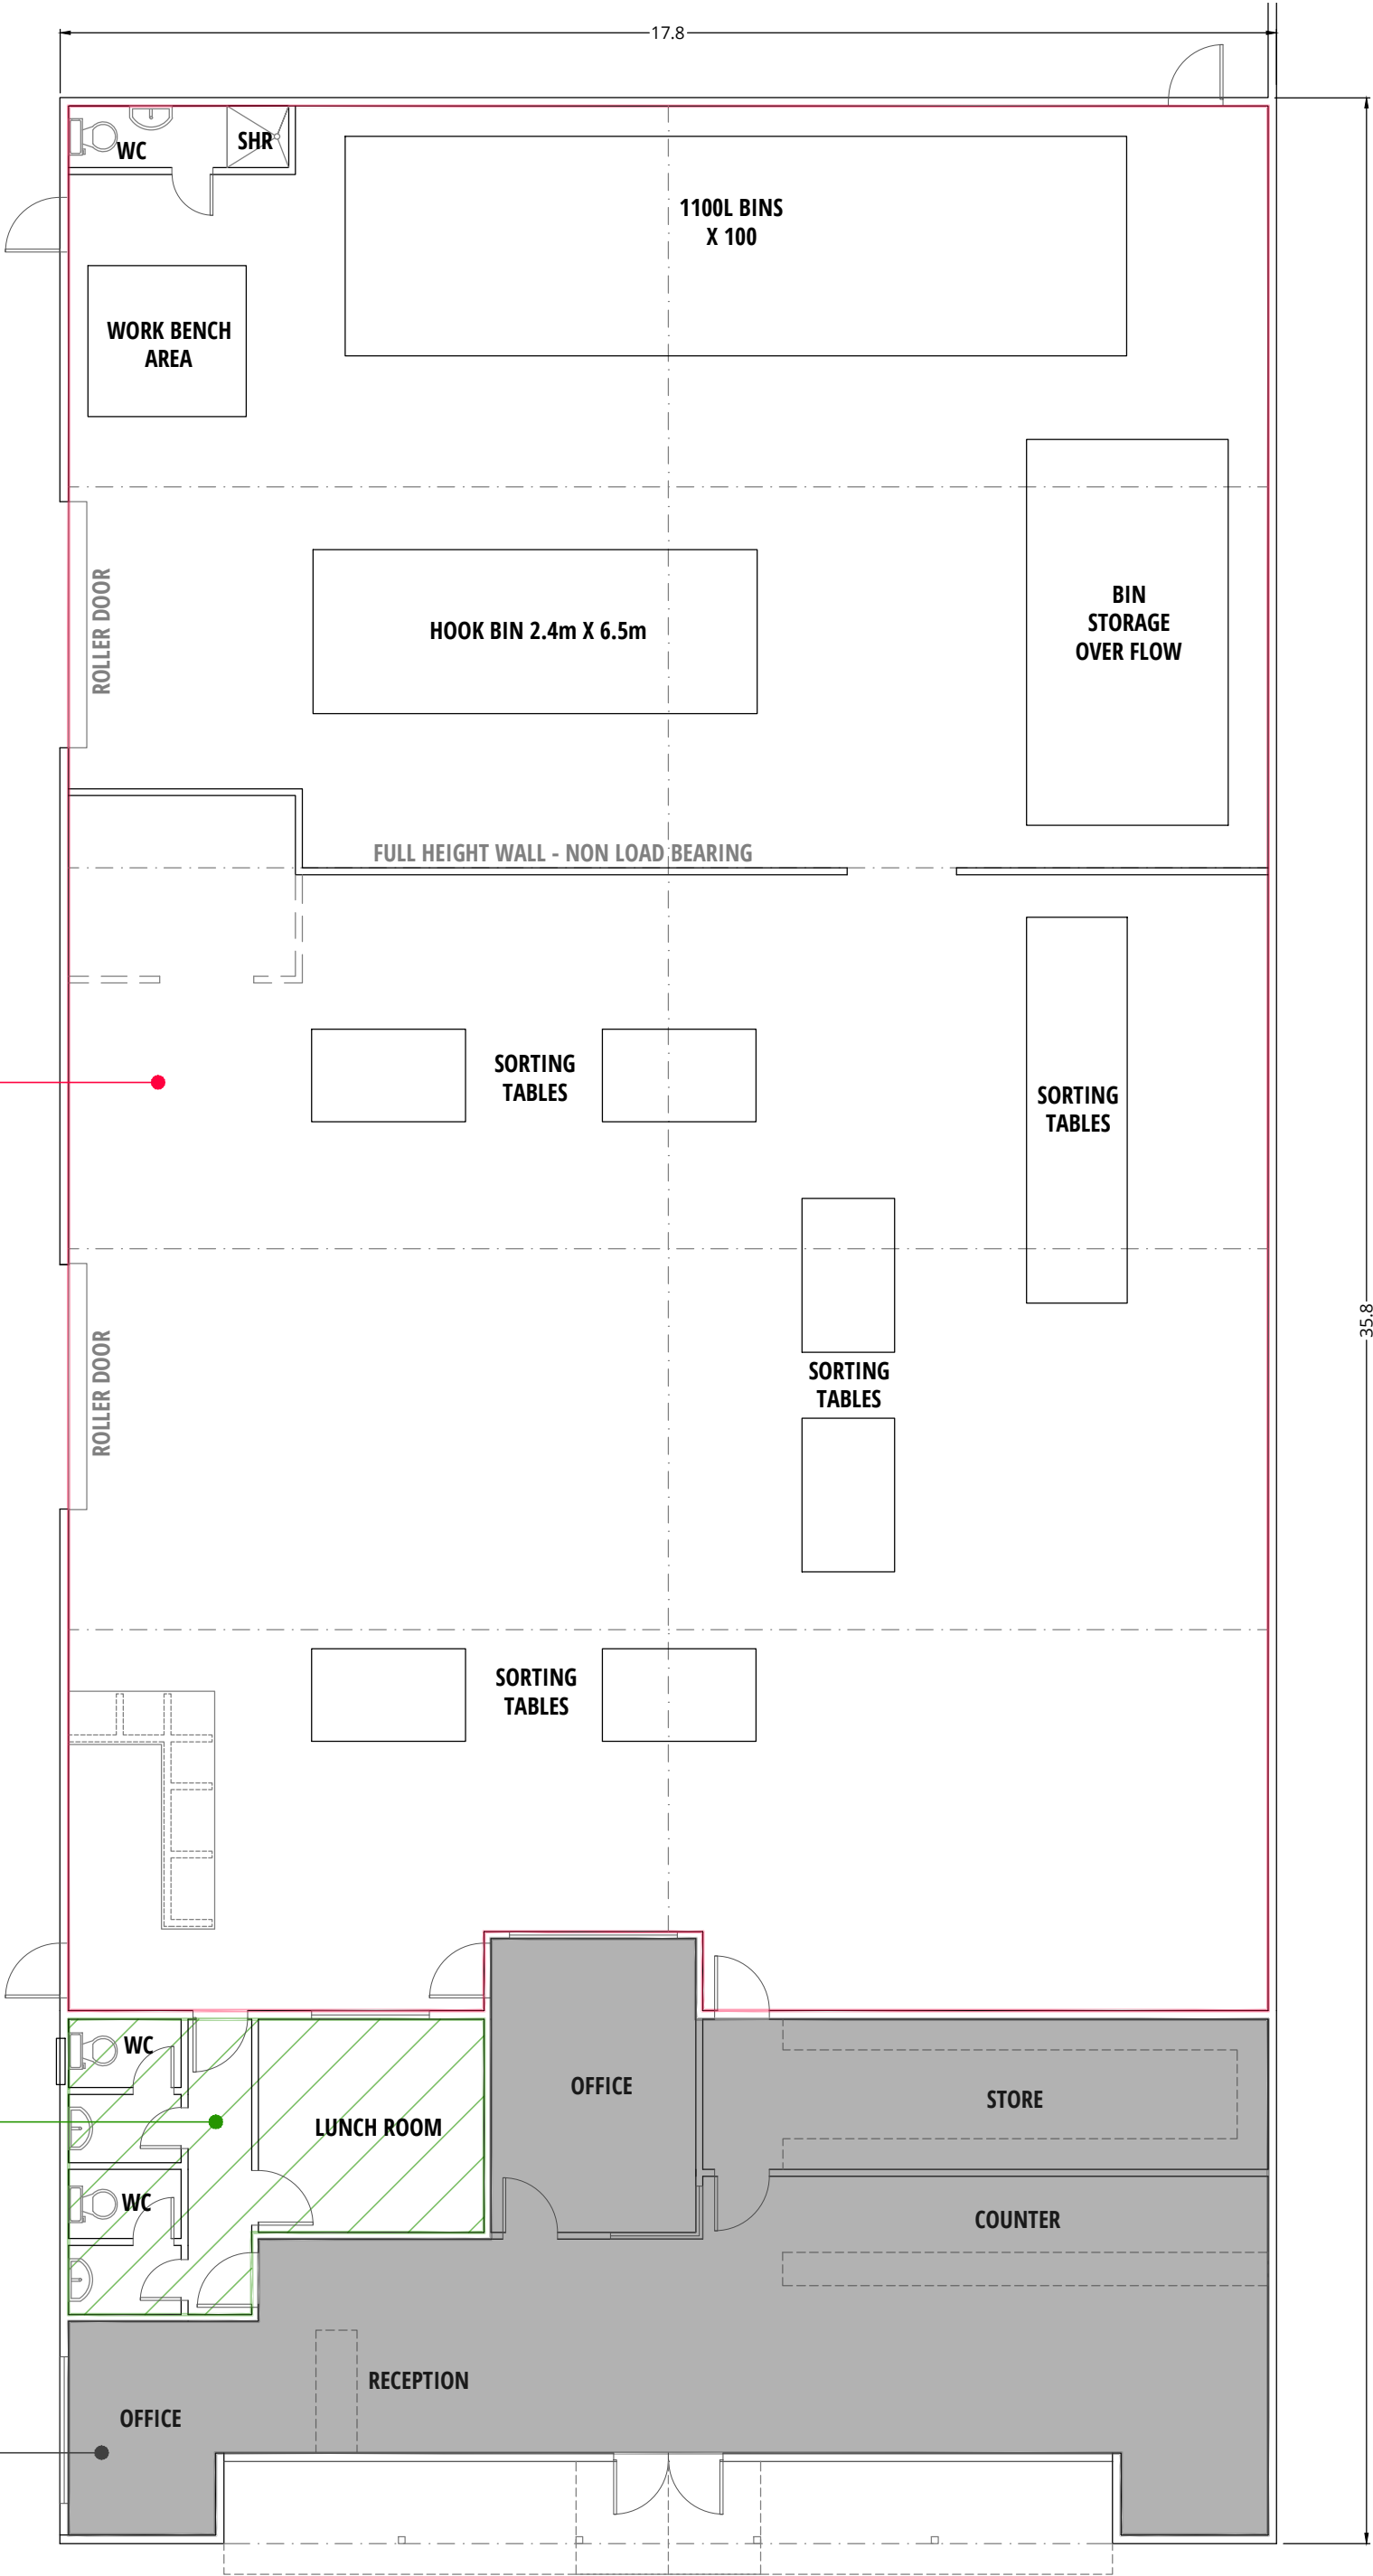 17.8
WC
SHR
1100L BINS
X 100
WORK BENCH
AREA
ROLLER DOOR
HOOK BIN 2.4m X 6.5m
BIN
STORAGE
OVER FLOW
FULL HEIGHT WALL - NON LOAD BEARING
SORTING
TABLES
SORTING
TABLES
35.8
ROLLER DOOR
SORTING
TABLES
SORTING
TABLES
WC
OFFICE
STORE
LUNCH ROOM
WC
COUNTER
RECEPTION
OFFICE